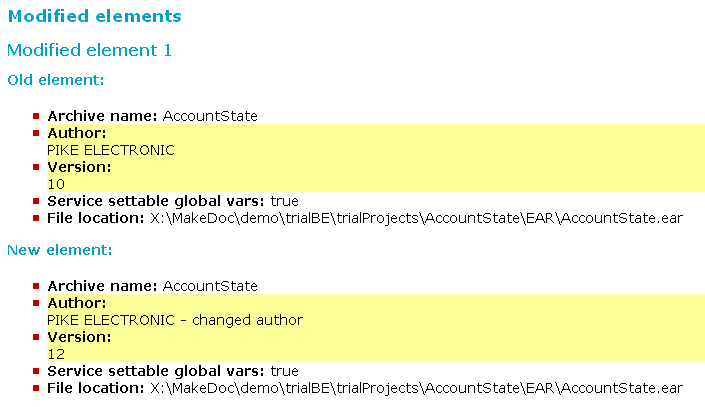 Modified elements
Modified element 1
Old element:
Archive name: AccountState
Author:
PIKE ELECTRONIC
Version:
10
Service settable global vars: true
File location: X:\MakeDoc\demo\trialBE\trialProjects\AccountState\EAR\AccountState.ear
New element:
Archive name: AccountState
Author:
PIKE ELECTRONIC - changed author
Version:
12
Service settable global vars: true
File location: X:\MakeDoc\demo\trialBE\trialProjects\AccountState\EAR\AccountState.ear